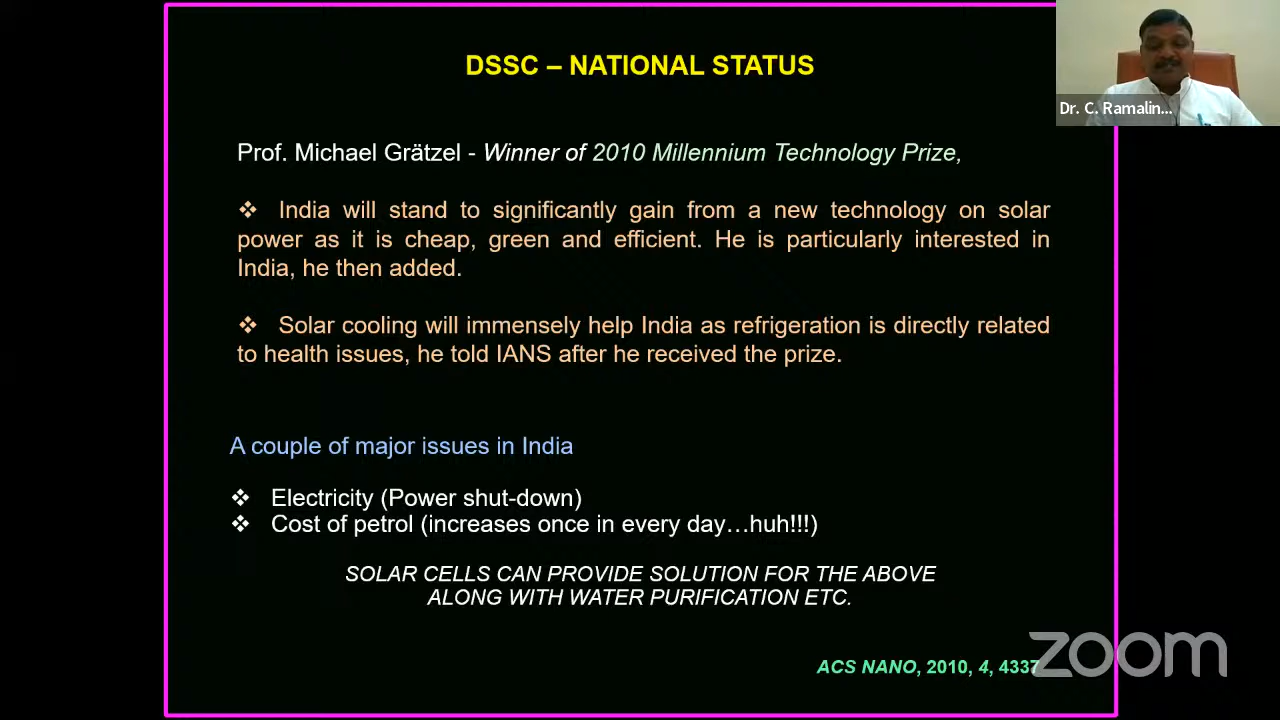 DSSC – NATIONAL STATUS
Dr. C. Ramalin...
Prof. Michael Grätzel - Winner of 2010 Millennium Technology Prize,
❖ India will stand to significantly gain from a new technology on solar
power as it is cheap, green and efficient. He is particularly interested in
India, he then added.
❖ Solar cooling will immensely help India as refrigeration is directly related
to health issues, he told IANS after he received the prize.
A couple of major issues in India
❖ Electricity (Power shut-down)
❖ Cost of petrol (increases once in every day…huh!!!)
SOLAR CELLS CAN PROVIDE SOLUTION FOR THE ABOVE
ALONG WITH WATER PURIFICATION ETC.
ACS NANO, 2010, 4, 4337
zoom